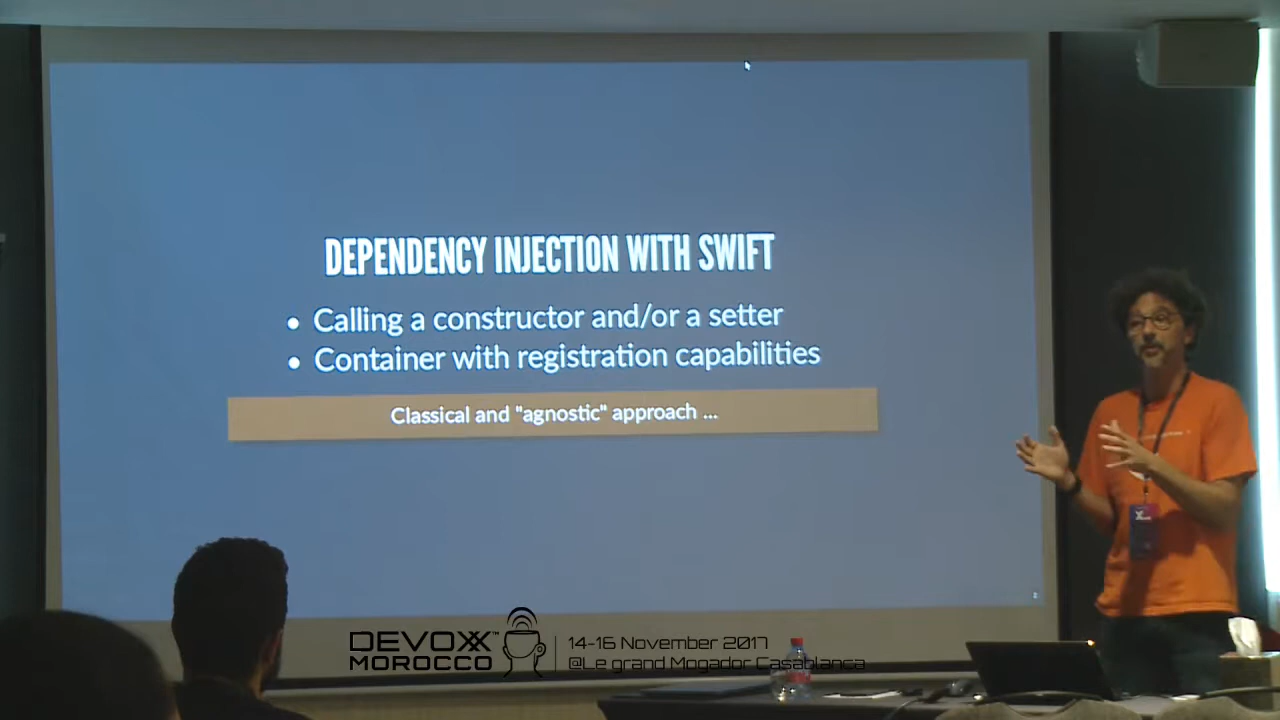 DEPENDENCY INJECTION WITH SWIFT
• Calling a constructor and/or a setter
• Container with registration capabilities
Classical and "agnostic" approach ...
DEVOXX™
MOROCCO
14-16 November 2017
@Le grand Mogador Casablanca